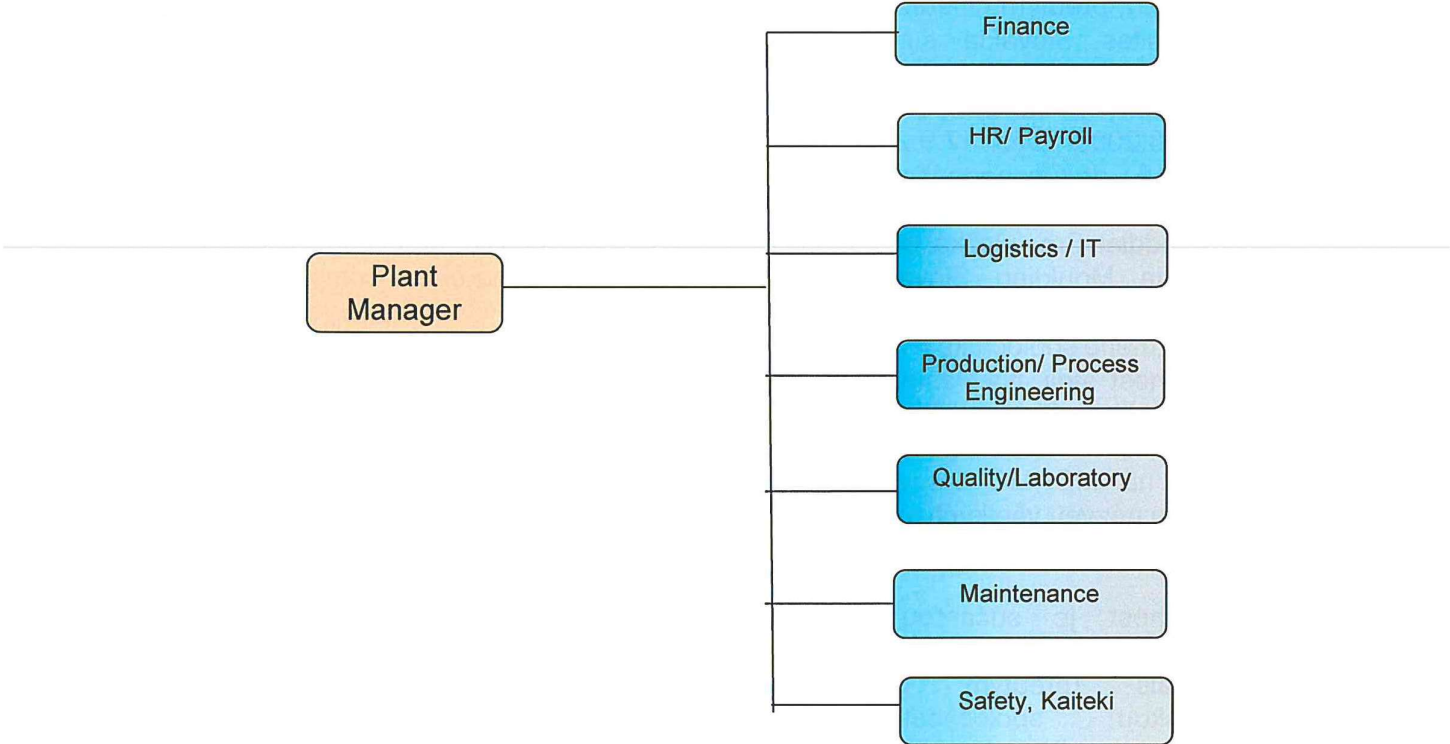 Finance
HR/ Payroll
Logistics / IT
Plant
Manager
Production/ Process
Engineering
Quality/Laboratory
Maintenance
Safety, Kaiteki